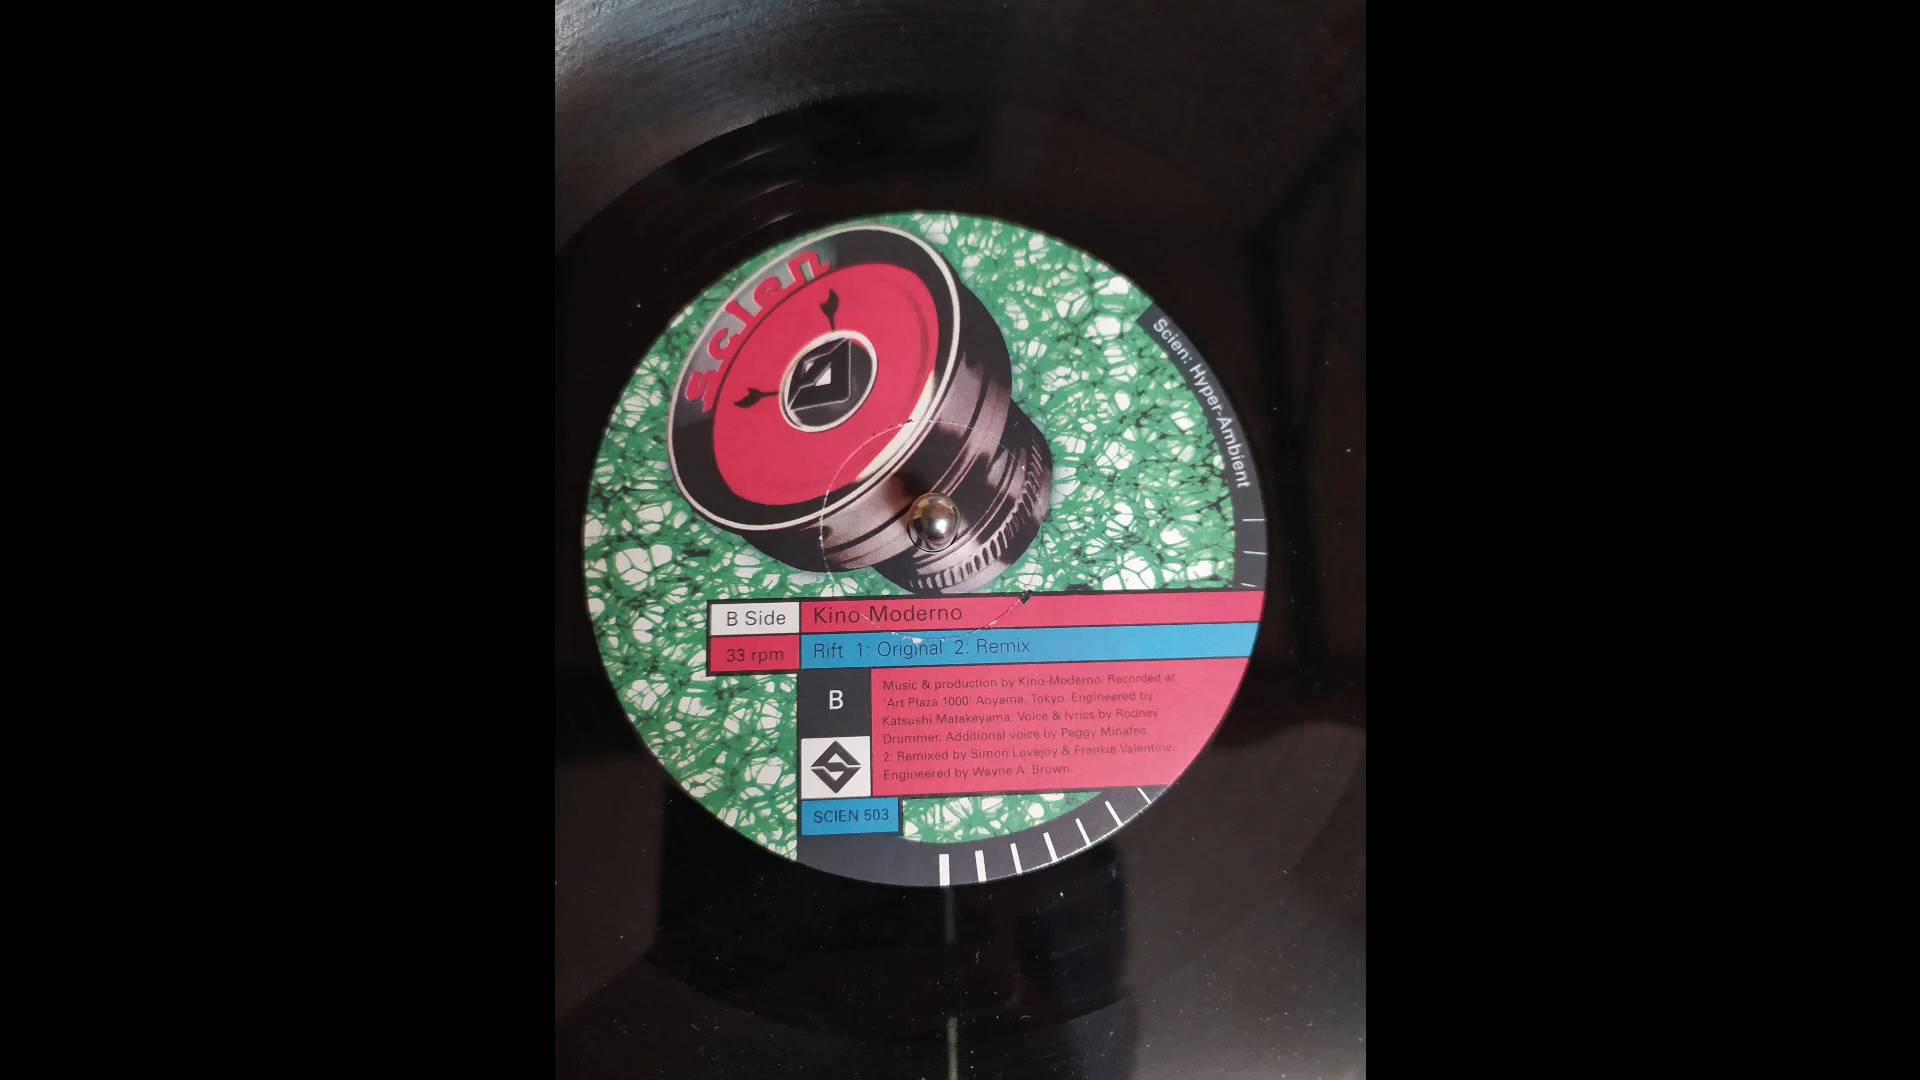 scien
Scien: Hyper-Ambient
B Side
Kino Moderno
33 rpm
Rift 1: Original 2: Remix
B
Music & production by Kino-Moderno. Recorded at
'Art Plaza 1000' Aoyama, Tokyo. Engineered by
Katsushi Matakeyama. Voice & lyrics by Rodney
Drummer. Additional voice by Peggy Minafee.
2: Remixed by Simon Lovejoy & Frankie Valentine.
Engineered by Wayne A. Brown.
SCIEN 503